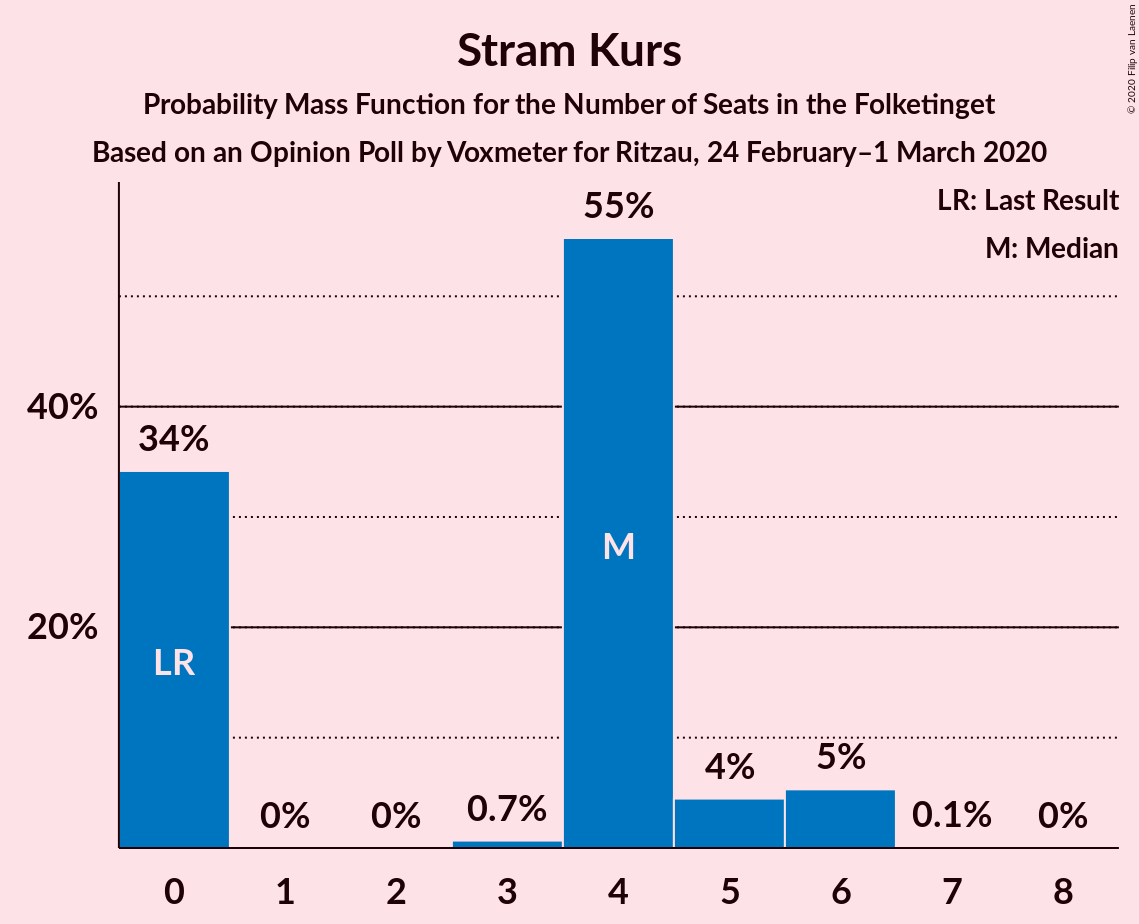 Stram Kurs
Probability Mass Function for the Number of Seats in the Folketinget
Based on an Opinion Poll by Voxmeter for Ritzau, 24 February–1 March 2020
© 2020 Filip van Laenen
LR: Last Result
M: Median
55%
40%
34%
M
20%
LR
0%
0%
0.7%
4%
5%
0.1%
0%
0 1 2 3 4 5 6 7 8